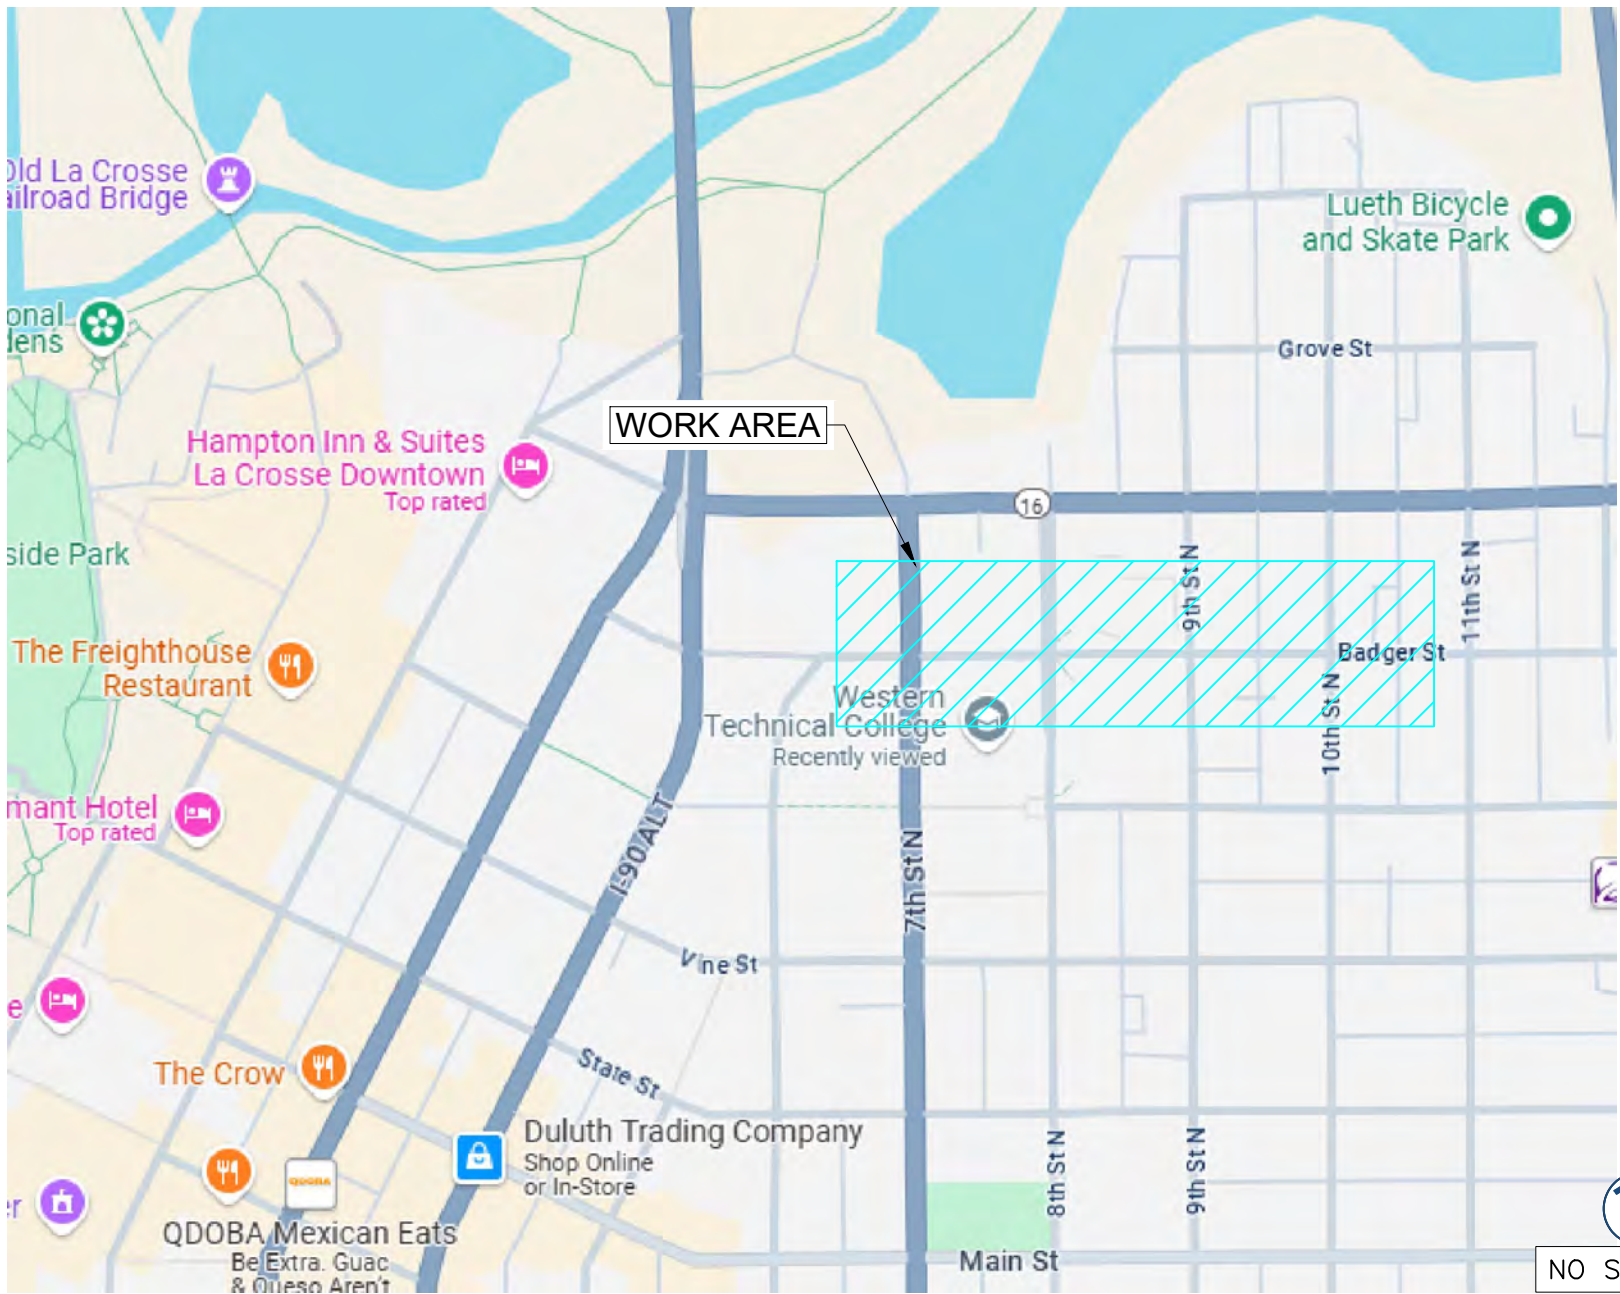 Old La Crosse
ailroad Bridge
Lueth Bicycle
and Skate Park
onal
dens
Grove St
WORK AREA
Hampton Inn & Suites
La Crosse Downtown
Top rated
16
side Park
9th St N
11th St N
The Freighthouse
Restaurant
Badger St
10th St N
Western
Technical College
Recently viewed
mant Hotel
Top rated
I-90 ALT
7th St N
Vine St
e
The Crow
State St
Duluth Trading Company
Shop Online
or In-Store
8th St N
9th St N
QDOBA
er
QDOBA Mexican Eats
Be Extra. Guac
& Queso Aren't
Main St
NO S